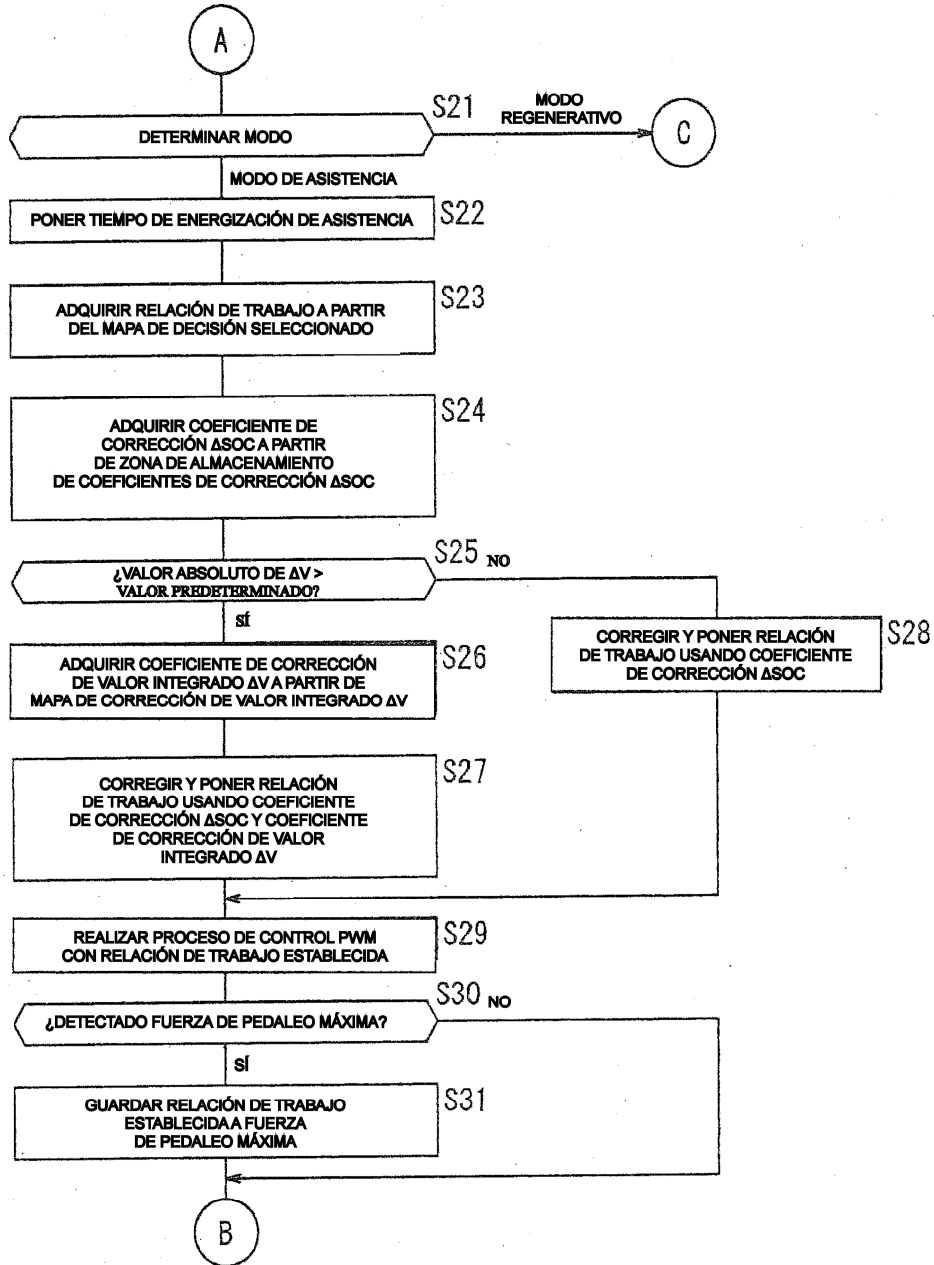 A
S21
MODO
REGENERATIVO
C
DETERMINAR MODO
MODO DE ASISTENCIA
PONER TIEMPO DE ENERGIZACIÓN DE ASISTENCIA
S22
S23
ADQUIRIR RELACIÓN DE TRABAJO A PARTIR
DEL MAPA DE DECISIÓN SELECCIONADO
S24
ADQUIRIR COEFICIENTE DE
CORRECCIÓN ΔSOC A PARTIR
DE ZONA DE ALMACENAMIENTO
DE COEFICIENTES DE CORRECCIÓN ΔSOC
S25 NO
¿VALOR ABSOLUTO DE ΔV >
VALOR PREDETERMINADO?
SÍ
S26
ADQUIRIR COEFICIENTE DE CORRECCIÓN
DE VALOR INTEGRADO ΔV A PARTIR DE
MAPA DE CORRECCIÓN DE VALOR INTEGRADO ΔV
S28
CORREGIR Y PONER RELACIÓN
DE TRABAJO USANDO COEFICIENTE
DE CORRECCIÓN ΔSOC
S27
CORREGIR Y PONER RELACIÓN
DE TRABAJO USANDO COEFICIENTE
DE CORRECCIÓN ΔSOC Y COEFICIENTE
DE CORRECCIÓN DE VALOR
INTEGRADO ΔV
S29
REALIZAR PROCESO DE CONTROL PWM
CON RELACIÓN DE TRABAJO ESTABLECIDA
S30 NO
¿DETECTADO FUERZA DE PEDALEO MÁXIMA?
SÍ
S31
GUARDAR RELACIÓN DE TRABAJO
ESTABLECIDA A FUERZA
DE PEDALEO MÁXIMA
B